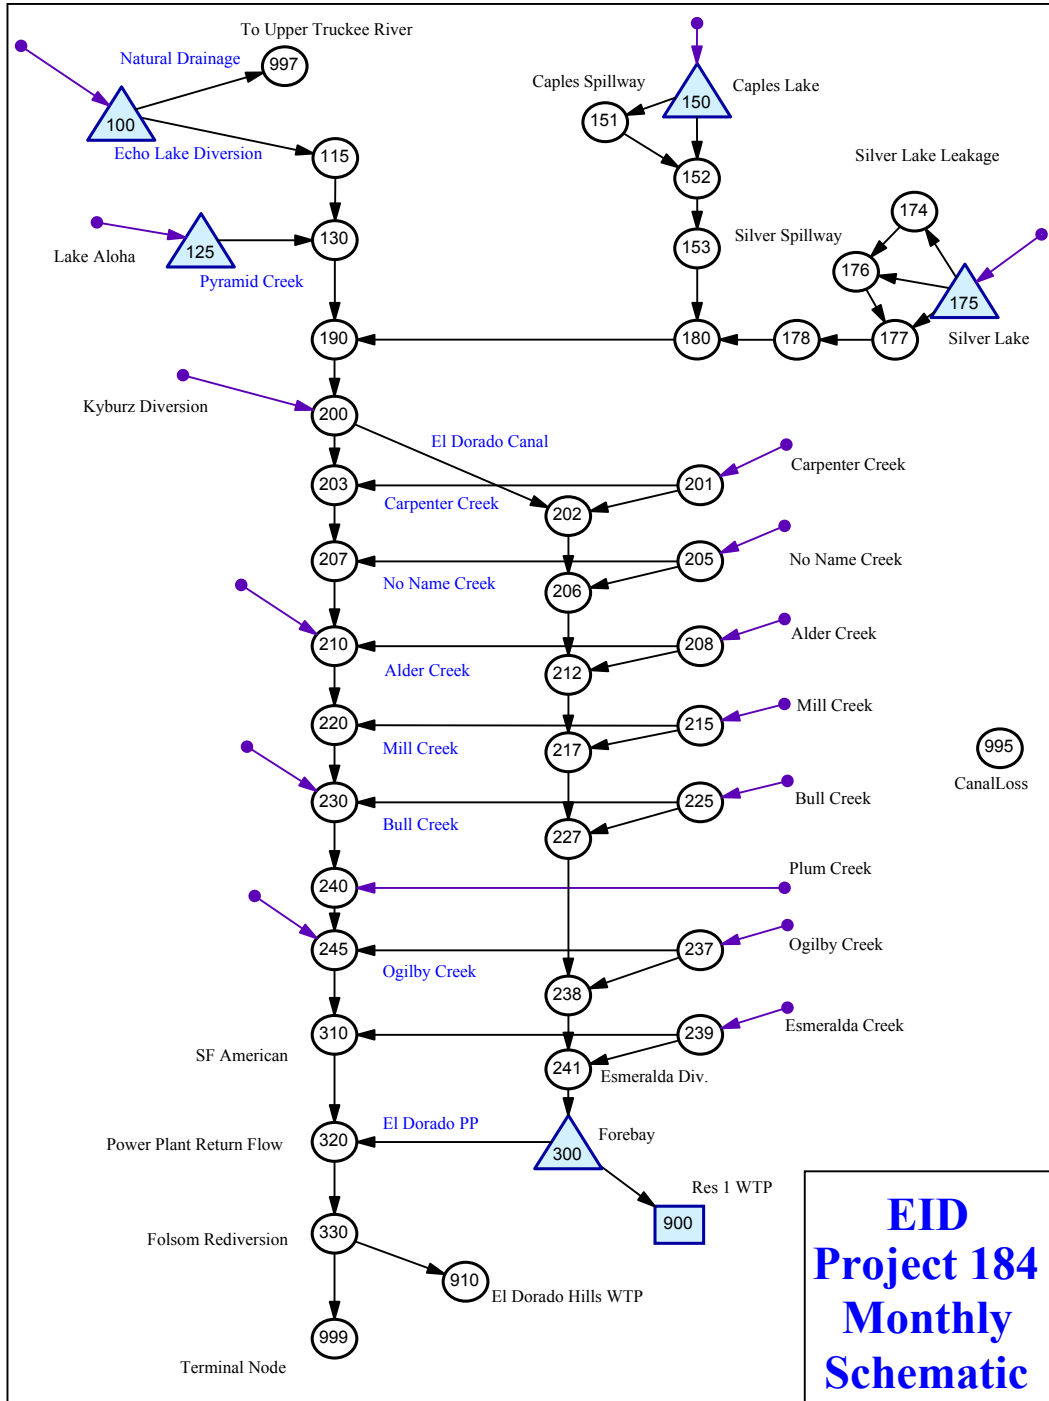 To Upper Truckee River
Natural Drainage
997
Caples Spillway
Caples Lake
150
151
100
Echo Lake Diversion
115
152
Silver Lake Leakage
174
Lake Aloha
125
130
153
Silver Spillway
176
Pyramid Creek
175
190
180
178
177
Silver Lake
Kyburz Diversion
200
El Dorado Canal
Carpenter Creek
203
201
Carpenter Creek
202
207
205
No Name Creek
No Name Creek
206
Alder Creek
210
208
Alder Creek
212
Mill Creek
220
215
Mill Creek
217
995
CanalLoss
230
225
Bull Creek
Bull Creek
227
Plum Creek
240
Ogilby Creek
245
237
Ogilby Creek
238
Esmeralda Creek
310
239
SF American
241
Esmeralda Div.
El Dorado PP
Forebay
Power Plant Return Flow
320
300
Res 1 WTP
900
Folsom Rediversion
330
910
El Dorado Hills WTP
999
Terminal Node
EID
Project 184
Monthly
Schematic